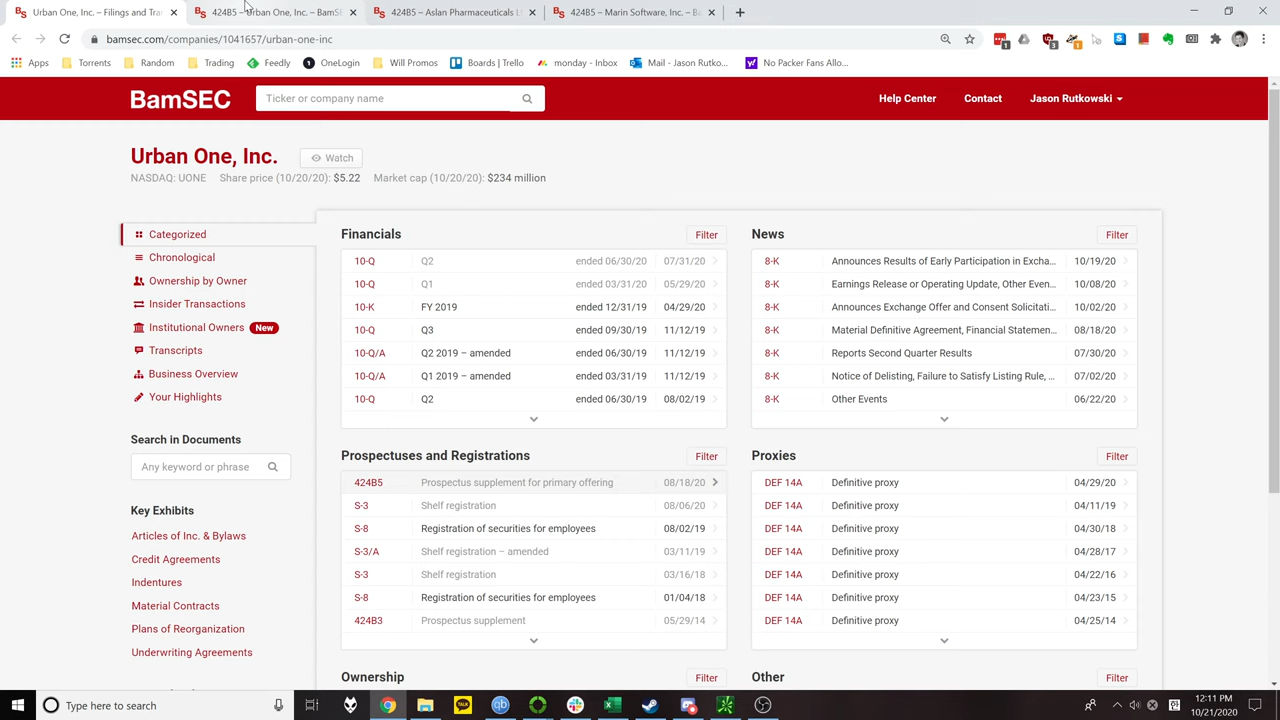 Urban One, Inc. – Filings and Tra
424B5 – Urban One, Inc. – BamSE
424B5 – Aslan Pharmaceuticals Lt
424B5 – Marin Software, Inc. – B
bamsec.com/companies/1041657/urban-one-inc
Apps
Torrents
Random
Trading
Feedly
OneLogin
Will Promos
Boards | Trello
monday - Inbox
Mail - Jason Rutko...
No Packer Fans Allo...
BamSEC
Ticker or company name
Help Center
Contact
Jason Rutkowski
Urban One, Inc.
Watch
NASDAQ: UONE Share price (10/20/20): $5.22 Market cap (10/20/20): $234 million
Categorized
Chronological
Ownership by Owner
Insider Transactions
Institutional Owners New
Transcripts
Business Overview
Your Highlights
Search in Documents
Any keyword or phrase
Key Exhibits
Articles of Inc. & Bylaws
Credit Agreements
Indentures
Material Contracts
Plans of Reorganization
Underwriting Agreements
Financials Filter
10-Q Q2 ended 06/30/20 07/31/20
10-Q Q1 ended 03/31/20 05/29/20
10-K FY 2019 ended 12/31/19 04/29/20
10-Q Q3 ended 09/30/19 11/12/19
10-Q/A Q2 2019 – amended ended 06/30/19 11/12/19
10-Q/A Q1 2019 – amended ended 03/31/19 11/12/19
10-Q Q2 ended 06/30/19 08/02/19
News Filter
8-K Announces Results of Early Participation in Excha... 10/19/20
8-K Earnings Release or Operating Update, Other Even... 10/08/20
8-K Announces Exchange Offer and Consent Solicitati... 10/02/20
8-K Material Definitive Agreement, Financial Statemen... 08/18/20
8-K Reports Second Quarter Results 07/30/20
8-K Notice of Delisting, Failure to Satisfy Listing Rule, ... 07/02/20
8-K Other Events 06/22/20
Prospectuses and Registrations Filter
424B5 Prospectus supplement for primary offering 08/18/20
S-3 Shelf registration 08/06/20
S-8 Registration of securities for employees 08/02/19
S-3/A Shelf registration – amended 03/11/19
S-3 Shelf registration 03/16/18
S-8 Registration of securities for employees 01/04/18
424B3 Prospectus supplement 05/29/14
Proxies Filter
DEF 14A Definitive proxy 04/29/20
DEF 14A Definitive proxy 04/11/19
DEF 14A Definitive proxy 04/30/18
DEF 14A Definitive proxy 04/28/17
DEF 14A Definitive proxy 04/22/16
DEF 14A Definitive proxy 04/23/15
DEF 14A Definitive proxy 04/25/14
Ownership Filter
Other Filter
Type here to search
12:11 PM
10/21/2020